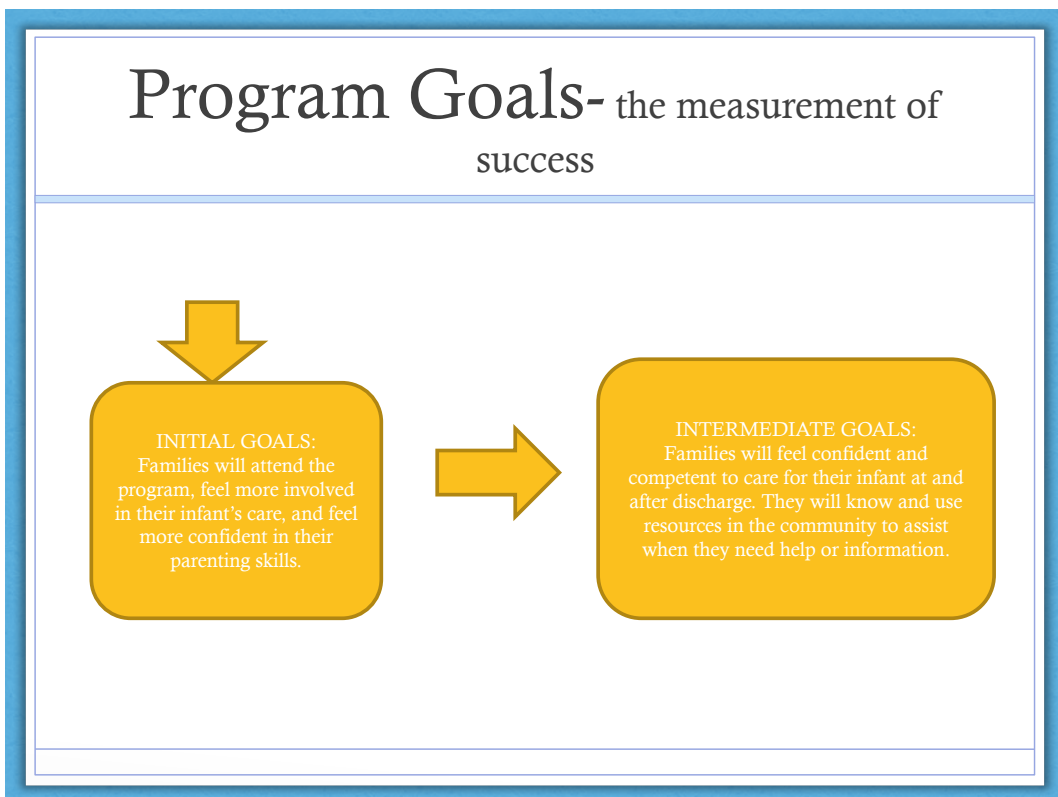 Program Goals- the measurement of
success
INITIAL GOALS:
Families will attend the
program, feel more involved
in their infant's care, and feel
more confident in their
parenting skills.
INTERMEDIATE GOALS:
Families will feel confident and
competent to care for their infant at and
after discharge. They will know and use
resources in the community to assist
when they need help or information.